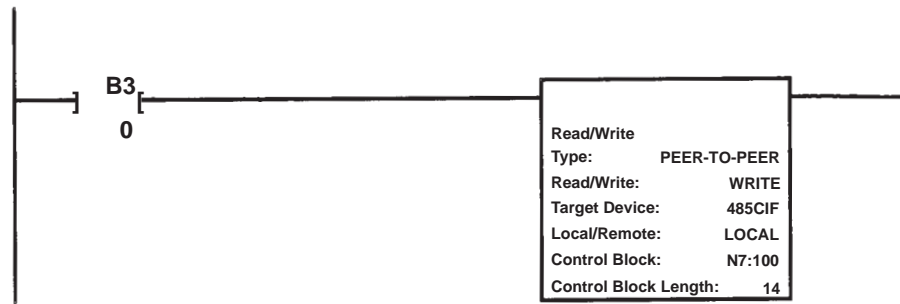 B3
0
Read/Write
Type: PEER-TO-PEER
Read/Write: WRITE
Target Device: 485CIF
Local/Remote: LOCAL
Control Block: N7:100
Control Block Length: 14